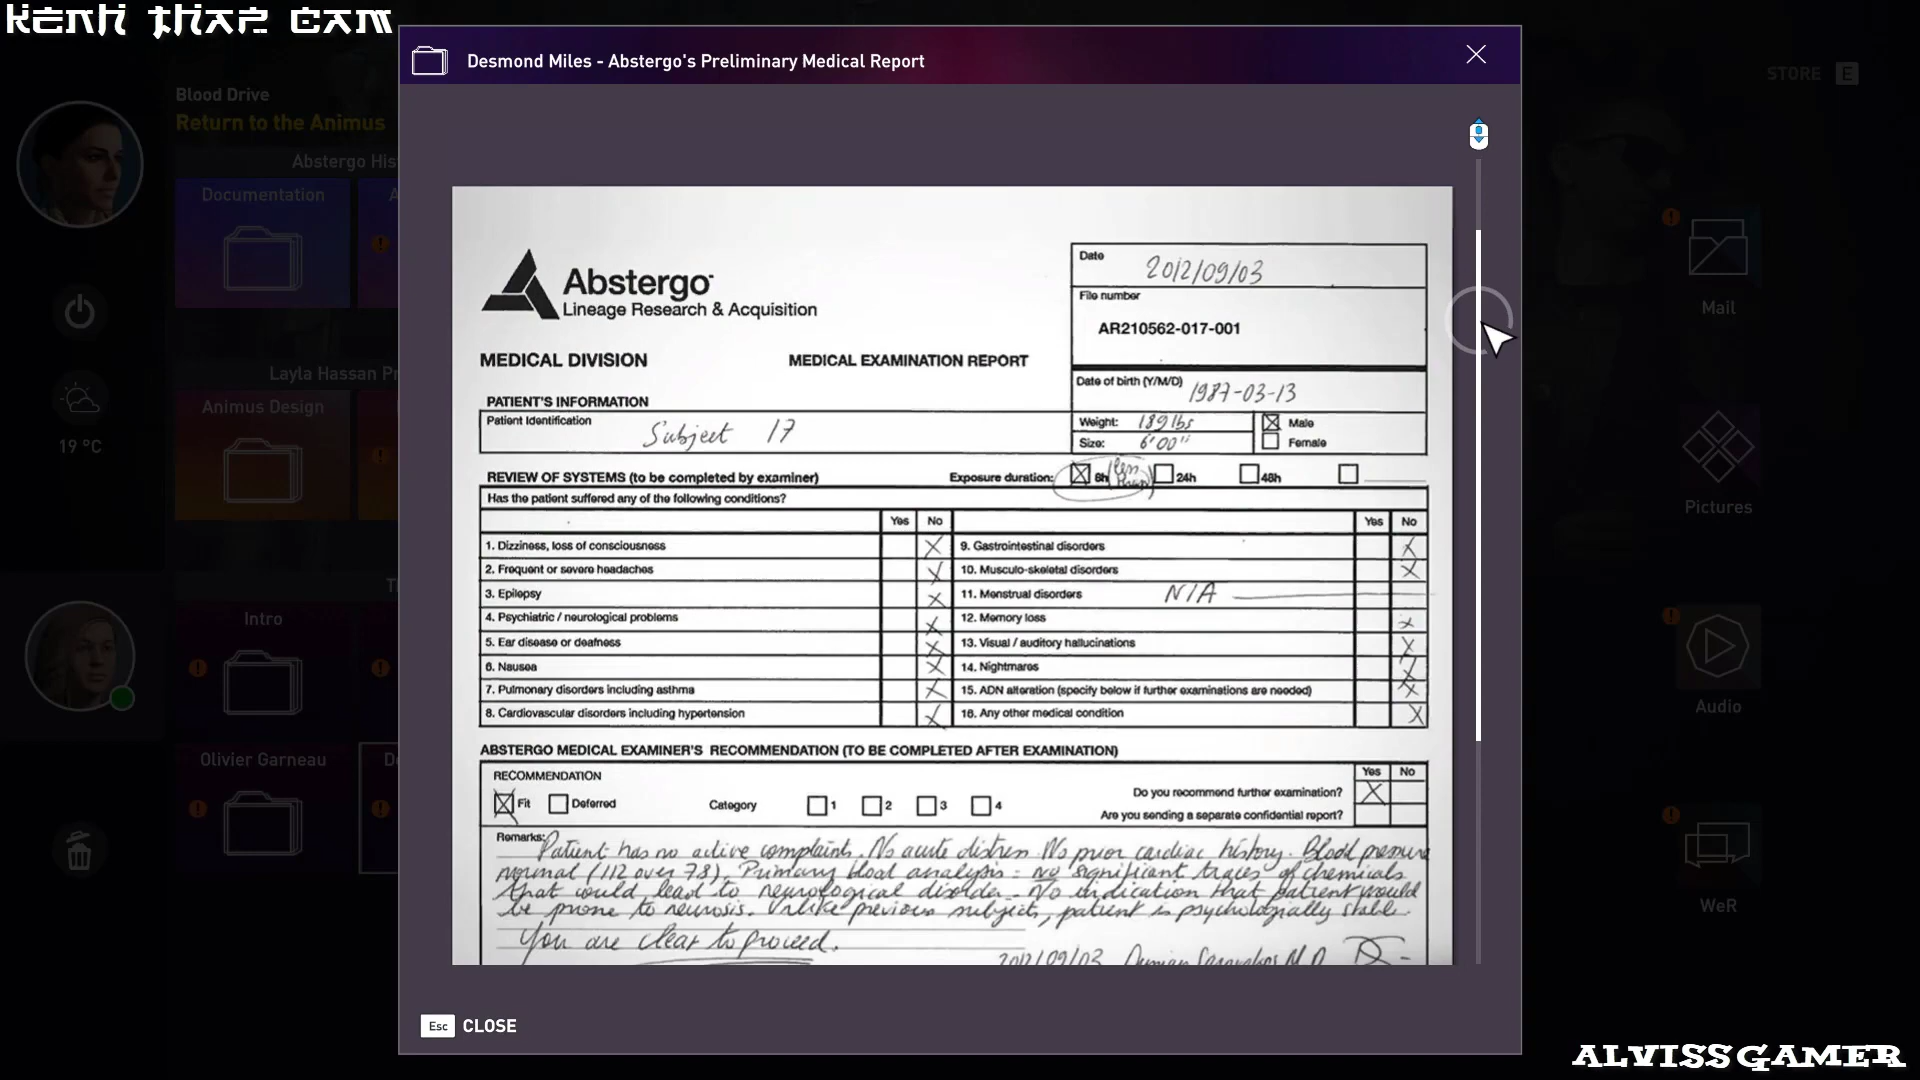 KÊNH THAP CAM
Desmond Miles - Abstergo's Preliminary Medical Report
STORE E
Blood Drive
Return to the Animus
Abstergo His
Documentation
A
Layla Hassan Pr
Animus Design
19 °C
Intro
Olivier Garneau
De
Mail
Pictures
Audio
WeR
Abstergo
Lineage Research & Acquisition
Date 2012/09/03
File number
AR210562-017-001
MEDICAL DIVISION MEDICAL EXAMINATION REPORT
Date of birth (Y/M/D) 1987-03-13
PATIENT'S INFORMATION
Patient Identification Subject 17
Weight: 189 lbs Male
Size: 6'00" Female
REVIEW OF SYSTEMS (to be completed by examiner) Exposure duration: 8h (less than) 24h 48h
Has the patient suffered any of the following conditions?
Yes No Yes No
1. Dizziness, loss of consciousness 9. Gastrointestinal disorders
2. Frequent or severe headaches 10. Musculo-skeletal disorders
3. Epilepsy 11. Menstrual disorders N/A
4. Psychiatric / neurological problems 12. Memory loss
5. Ear disease or deafness 13. Visual / auditory hallucinations
6. Nausea 14. Nightmares
7. Pulmonary disorders including asthma 15. ADN alteration (specify below if further examinations are needed)
8. Cardiovascular disorders including hypertension 16. Any other medical condition
ABSTERGO MEDICAL EXAMINER'S RECOMMENDATION (TO BE COMPLETED AFTER EXAMINATION)
RECOMMENDATION Yes No
Fit Deferred Category 1 2 3 4 Do you recommend further examination?
Are you sending a separate confidential report?
Remarks: Patient has no active complaint. No acute distress. No prior cardiac history. Blood pressure
normal (112 over 78). Primary blood analysis = no significant traces of chemicals
that could lead to neurological disorder. No indication that patient would
be prone to neurosis. Unlike previous subjects, patient is psychologically stable.
You are clear to proceed.
2012/09/03 M.D.
Esc CLOSE
ALVISSGAMER